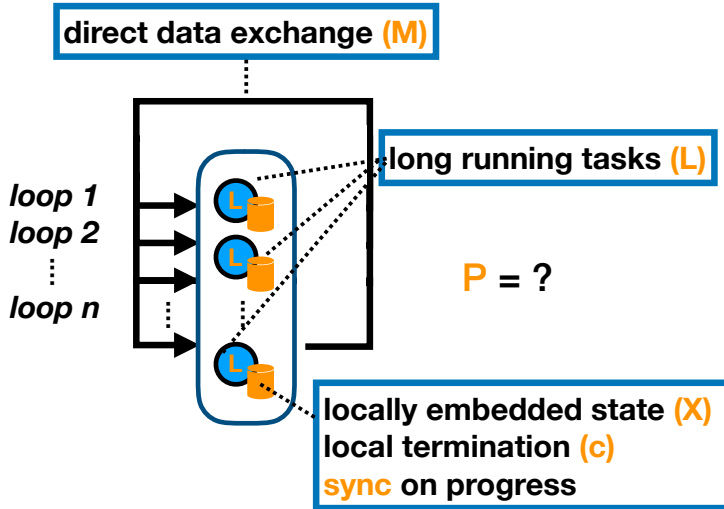 direct data exchange (M)
long running tasks (L)
loop 1
loop 2
loop n
L
L
L
P = ?
locally embedded state (X)
local termination (c)
sync on progress